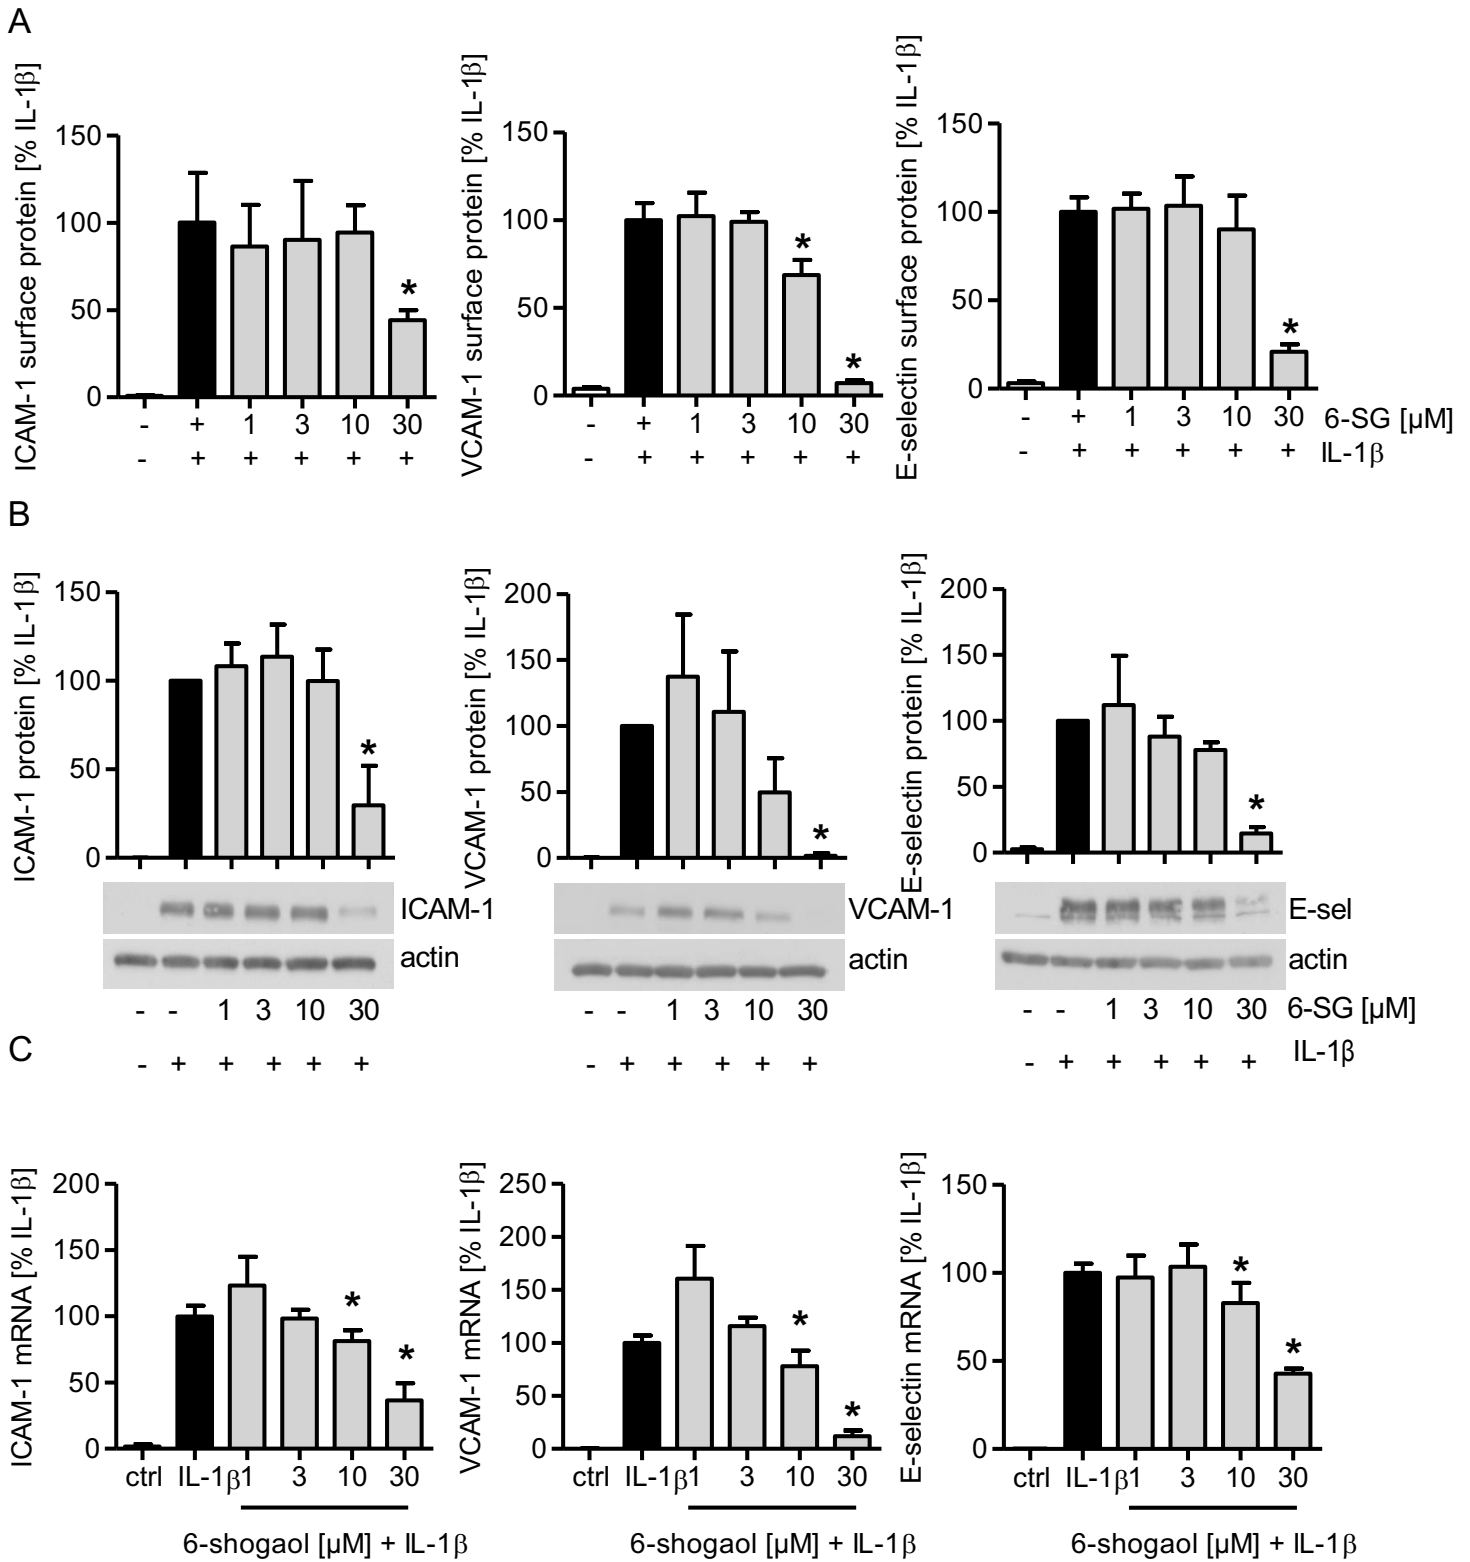 A
ICAM-1 surface protein [% IL-1β]
150
100
50
0
*
- + 1 3 10 30
- + + + + +
VCAM-1 surface protein [% IL-1β]
150
100
50
0
*
*
- + 1 3 10 30
- + + + + +
E-selectin surface protein [% IL-1β]
150
100
50
0
*
- + 1 3 10 30 6-SG [µM]
- + + + + + IL-1β
B
ICAM-1 protein [% IL-1β]
150
100
50
0
*
ICAM-1
actin
- - 1 3 10 30
- + + + + +
VCAM-1 protein [% IL-1β]
200
150
100
50
0
*
VCAM-1
actin
- - 1 3 10 30
- + + + + +
E-selectin protein [% IL-1β]
200
150
100
50
0
*
E-sel
actin
- - 1 3 10 30 6-SG [µM]
- + + + + + IL-1β
C
ICAM-1 mRNA [% IL-1β]
200
150
100
50
0
*
*
ctrl IL-1β1 3 10 30
6-shogaol [µM] + IL-1β
VCAM-1 mRNA [% IL-1β]
250
200
150
100
50
0
*
*
ctrl IL-1β1 3 10 30
6-shogaol [µM] + IL-1β
E-selectin mRNA [% IL-1β]
150
100
50
0
*
*
ctrl IL-1β1 3 10 30
6-shogaol [µM] + IL-1β